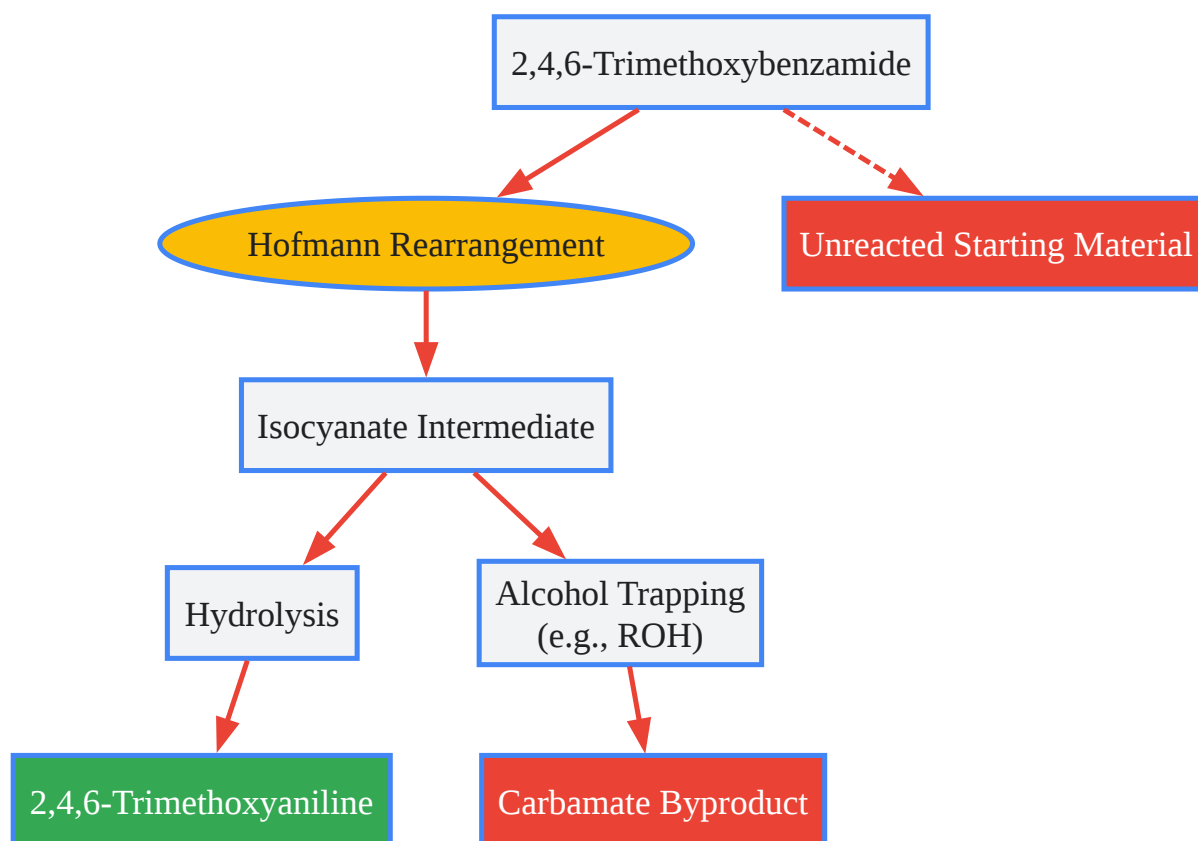 2,4,6-Trimethoxybenzamide
Hofmann Rearrangement
Unreacted Starting Material
Isocyanate Intermediate
Hydrolysis
Alcohol Trapping
(e.g., ROH)
2,4,6-Trimethoxyaniline
Carbamate Byproduct